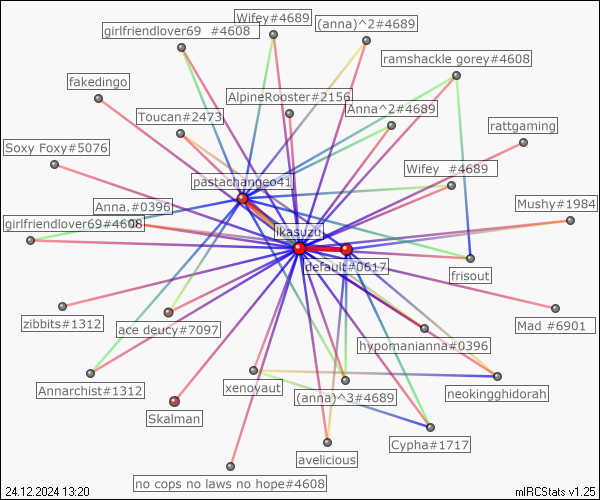 Wifey#4689
girlfriendlover69 #4608
(anna)^2#4689
ramshackle gorey#4608
fakedingo
AlpineRooster#2156
Toucan#2473
Anna^2#4689
rattgaming
Soxy Foxy#5076
Wifey #4689
pastachangeo41
Anna.#0396
Mushy#1984
girlfriendlover69#4608
likasuzu
default#0617
frisout
zibbits#1312
ace deucy#7097
Mad #6901
hypomanianna#0396
Annarchist#1312
xenoyaut
(anna)^3#4689
neokingghidorah
Skalman
Cypha#1717
avelicious
no cops no laws no hope#4608
24.12.2024 13:20
mIRCStats v1.25